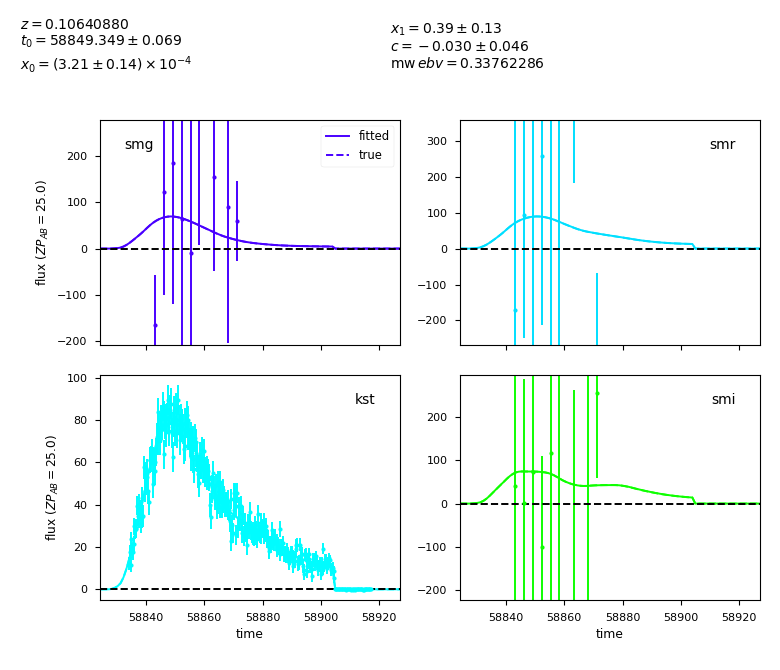 z = 0.10640880
t₀ = 58849.349 ± 0.069
x₀ = (3.21 ± 0.14) × 10⁻⁴
x₁ = 0.39 ± 0.13
c = −0.030 ± 0.046
mw ebv = 0.33762286
smg
fitted
true
flux (ZP_AB = 25.0)
200
100
0
−100
−200
smr
300
200
100
0
−100
−200
kst
flux (ZP_AB = 25.0)
100
80
60
40
20
0
58840 58860 58880 58900 58920
time
smi
200
100
0
−100
−200
58840 58860 58880 58900 58920
time